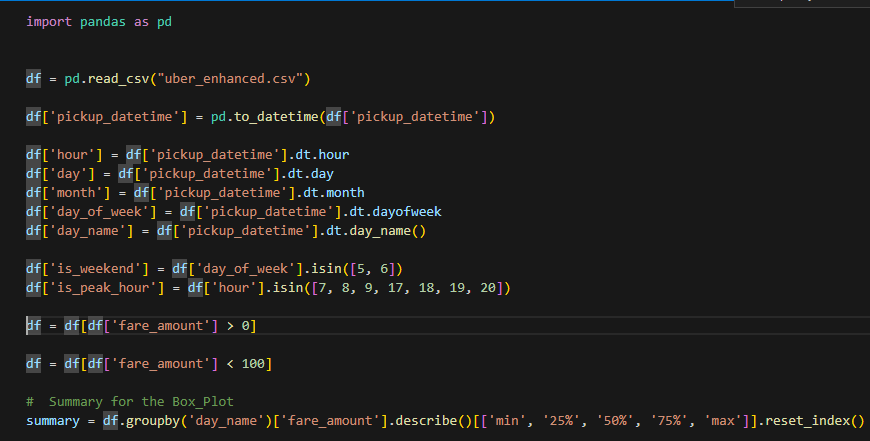 import pandas as pd
df = pd.read_csv("uber_enhanced.csv")
df['pickup_datetime'] = pd.to_datetime(df['pickup_datetime'])
df['hour'] = df['pickup_datetime'].dt.hour
df['day'] = df['pickup_datetime'].dt.day
df['month'] = df['pickup_datetime'].dt.month
df['day_of_week'] = df['pickup_datetime'].dt.dayofweek
df['day_name'] = df['pickup_datetime'].dt.day_name()
df['is_weekend'] = df['day_of_week'].isin([5, 6])
df['is_peak_hour'] = df['hour'].isin([7, 8, 9, 17, 18, 19, 20])
df = df[df['fare_amount'] > 0]
df = df[df['fare_amount'] < 100]
#  Summary for the Box_Plot
summary = df.groupby('day_name')['fare_amount'].describe()[['min', '25%', '50%', '75%', 'max']].reset_index()